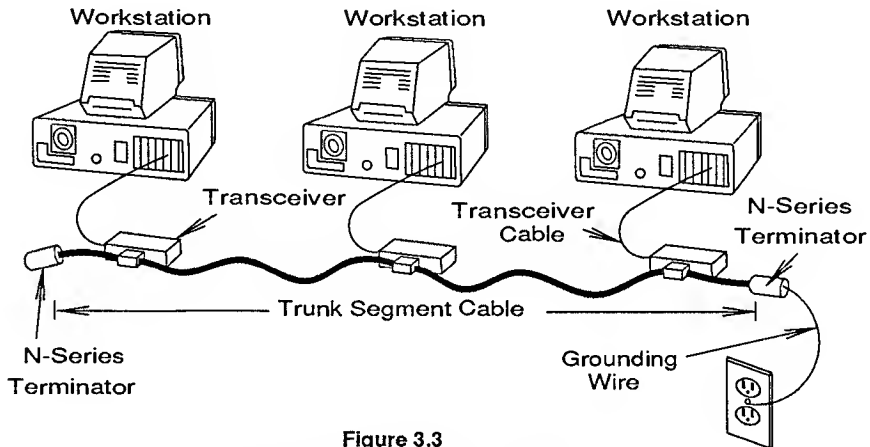 Workstation Workstation Workstation
Transceiver
Transceiver
Cable
N-Series
Terminator
Trunk Segment Cable
N-Series
Terminator
Grounding
Wire
Figure 3.3